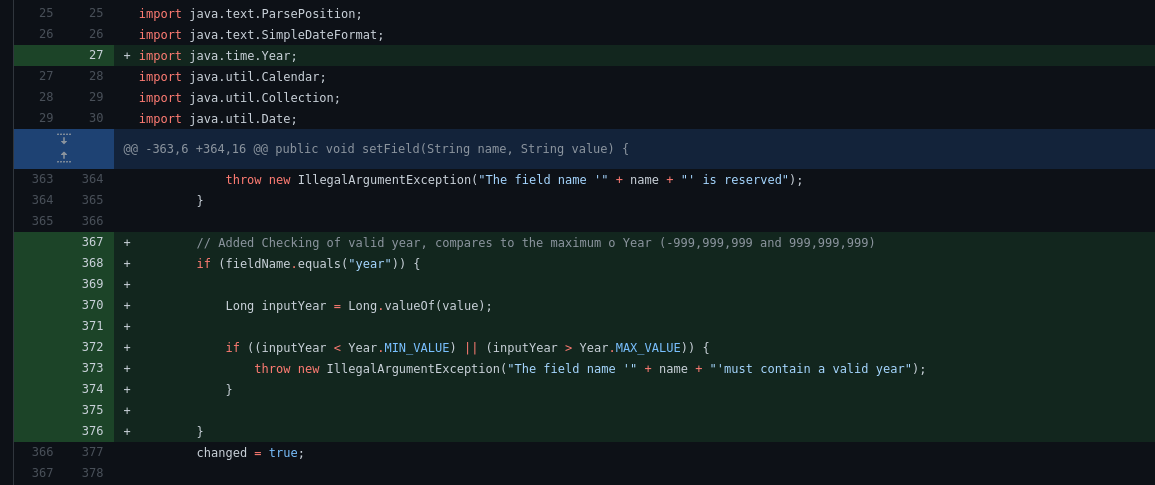 25 25 import java.text.ParsePosition;
26 26 import java.text.SimpleDateFormat;
27 + import java.time.Year;
27 28 import java.util.Calendar;
28 29 import java.util.Collection;
29 30 import java.util.Date;
@@ -363,6 +364,16 @@ public void setField(String name, String value) {
363 364 throw new IllegalArgumentException("The field name '" + name + "' is reserved");
364 365 }
365 366
367 + // Added Checking of valid year, compares to the maximum o Year (-999,999,999 and 999,999,999)
368 + if (fieldName.equals("year")) {
369 +
370 + Long inputYear = Long.valueOf(value);
371 +
372 + if ((inputYear < Year.MIN_VALUE) || (inputYear > Year.MAX_VALUE)) {
373 + throw new IllegalArgumentException("The field name '" + name + "'must contain a valid year");
374 + }
375 +
376 + }
366 377 changed = true;
367 378